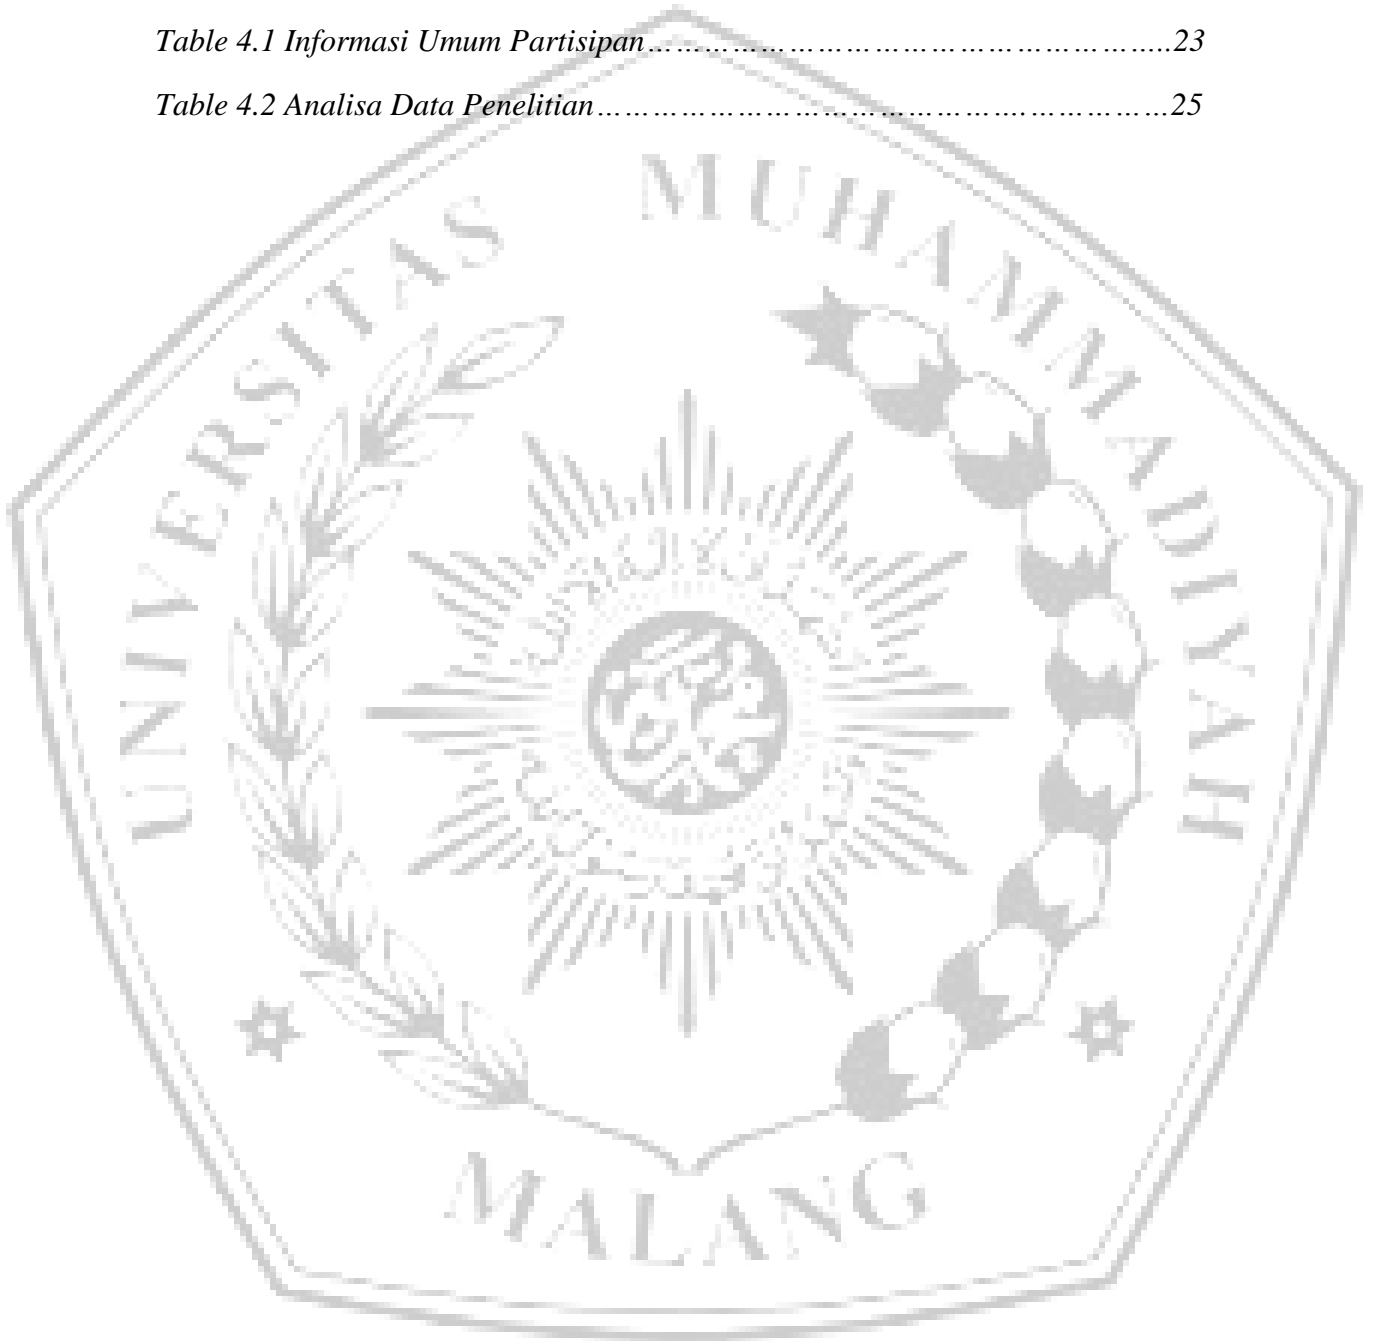 Table 4.1 Informasi Umum Partisipan……………………………………………..23
Table 4.2 Analisa Data Penelitian……………………………………….……………25
UNIVERSITAS MUHAMMADIYAH
MALANG